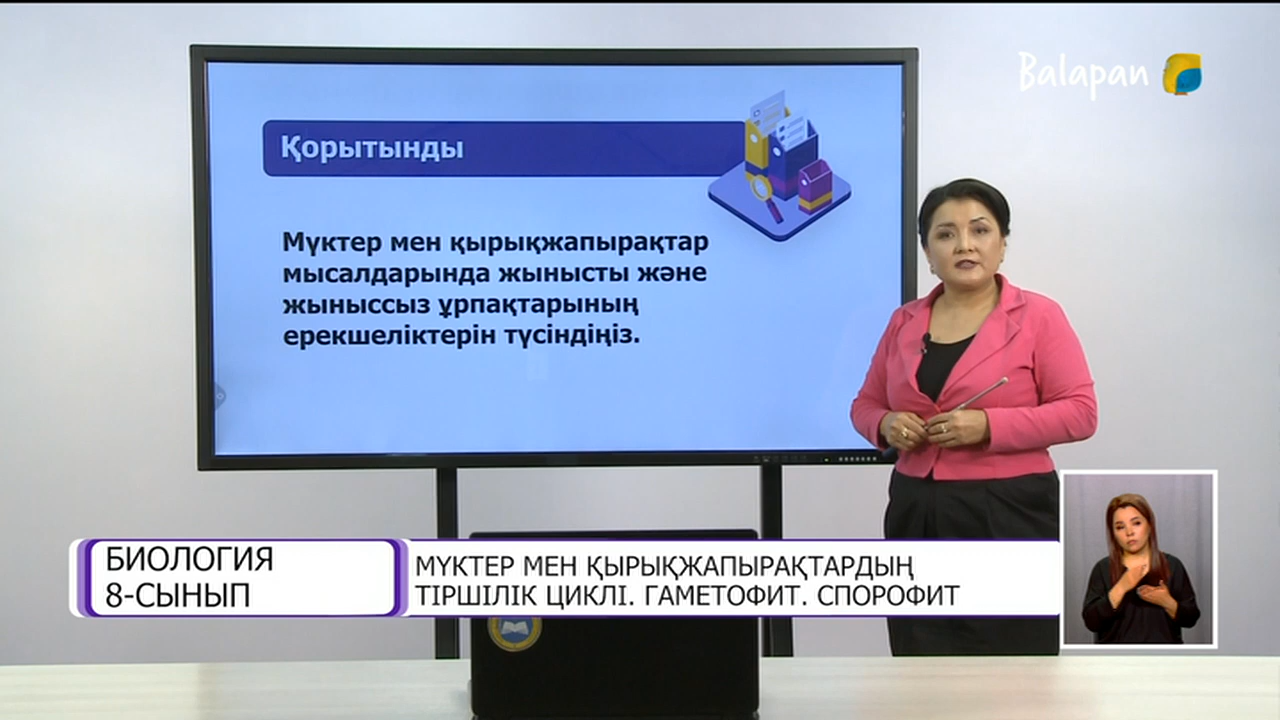 Balapan
Қорытынды
Мүктер мен қырықжапырақтар
мысалдарында жынысты және
жыныссыз ұрпақтарының
ерекшеліктерін түсіндіңіз.
БИОЛОГИЯ
8-СЫНЫП
МҮКТЕР МЕН ҚЫРЫҚЖАПЫРАҚТАРДЫҢ
ТІРШІЛІК ЦИКЛІ. ГАМЕТОФИТ. СПОРОФИТ